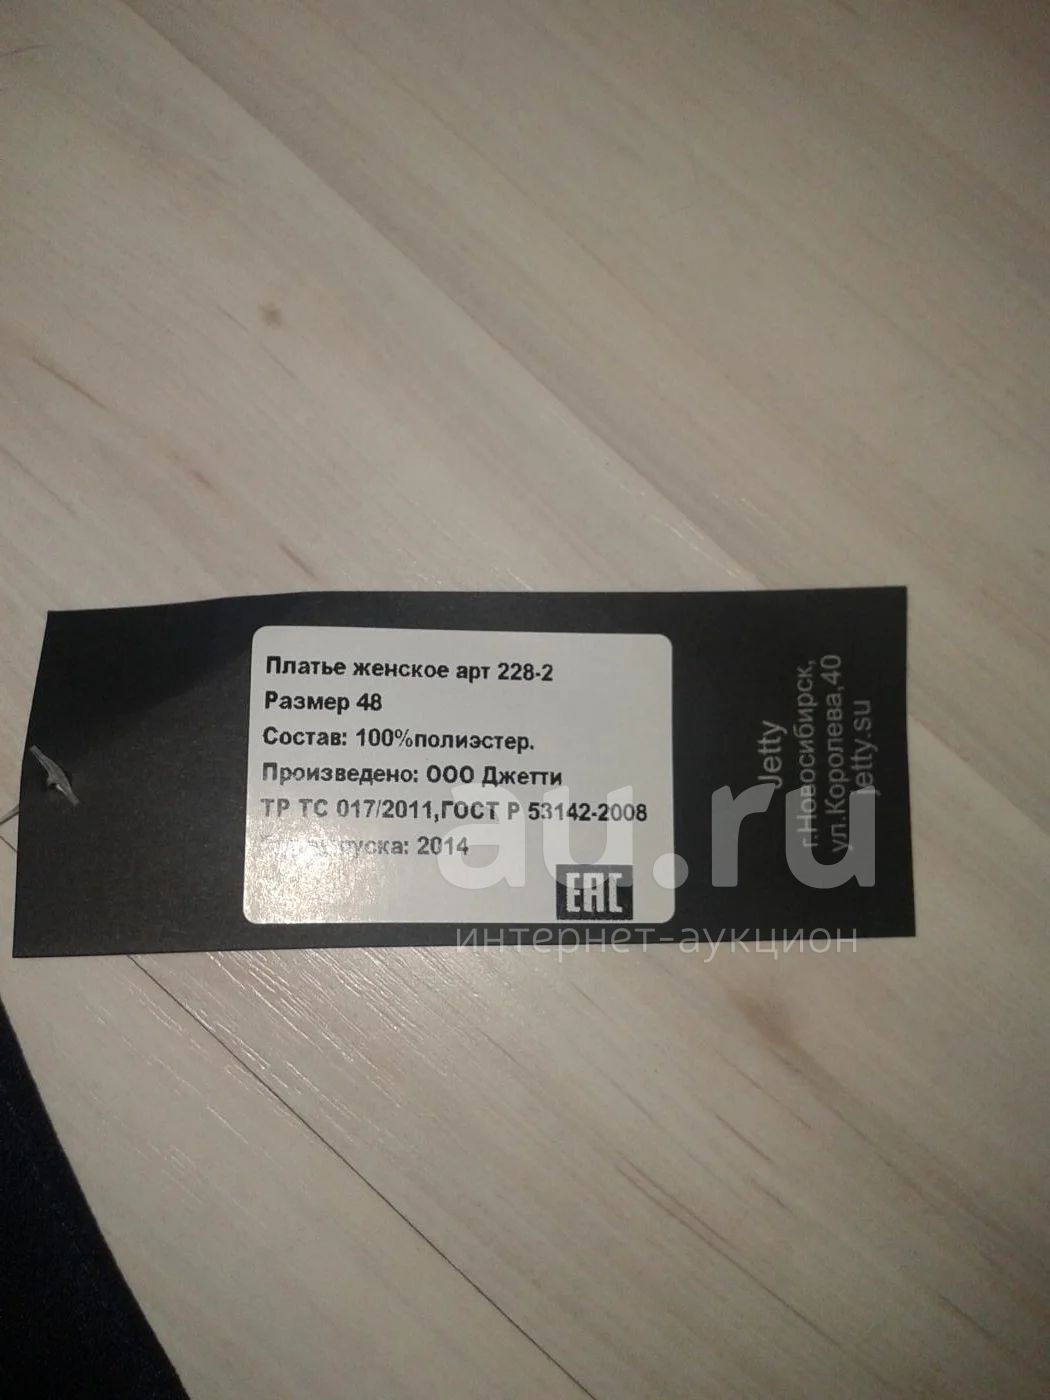 Платье женское арт 228-2
Размер 48
Состав: 100%полиэстер.
Произведено: ООО Джетти
ТР ТС 017/2011,ГОСТ Р 53142-2008
2014
EAC
Jetty
г.Новосибирск,
ул.Королева,40
jetty.su
au.ru
интернет-аукцион